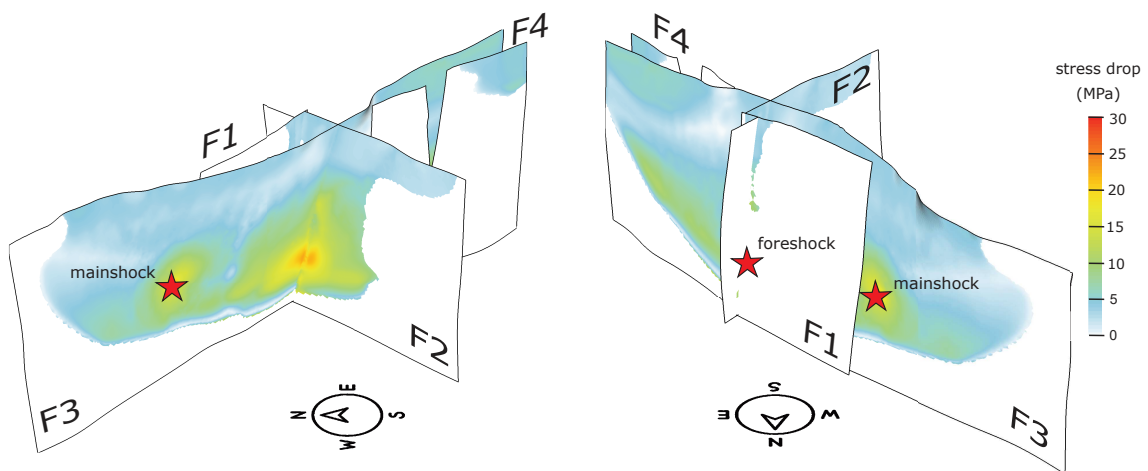 F4
F1
mainshock
F2
F3
E
N
S
W
F4
F2
foreshock
mainshock
F1
F3
S
E
W
N
stress drop
(MPa)
30
25
20
15
10
5
0